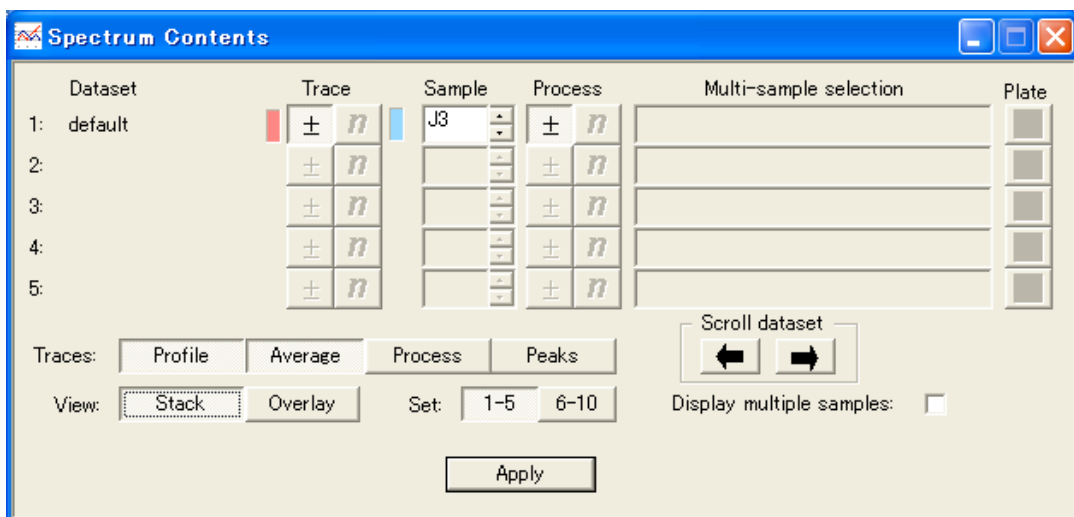 Spectrum Contents
Dataset Trace Sample Process Multi-sample selection Plate
1: default ± n J3 ± n
2: ± n ± n
3: ± n ± n
4: ± n ± n
5: ± n ± n
Scroll dataset
Traces: Profile Average Process Peaks
View: Stack Overlay Set: 1-5 6-10 Display multiple samples:
Apply